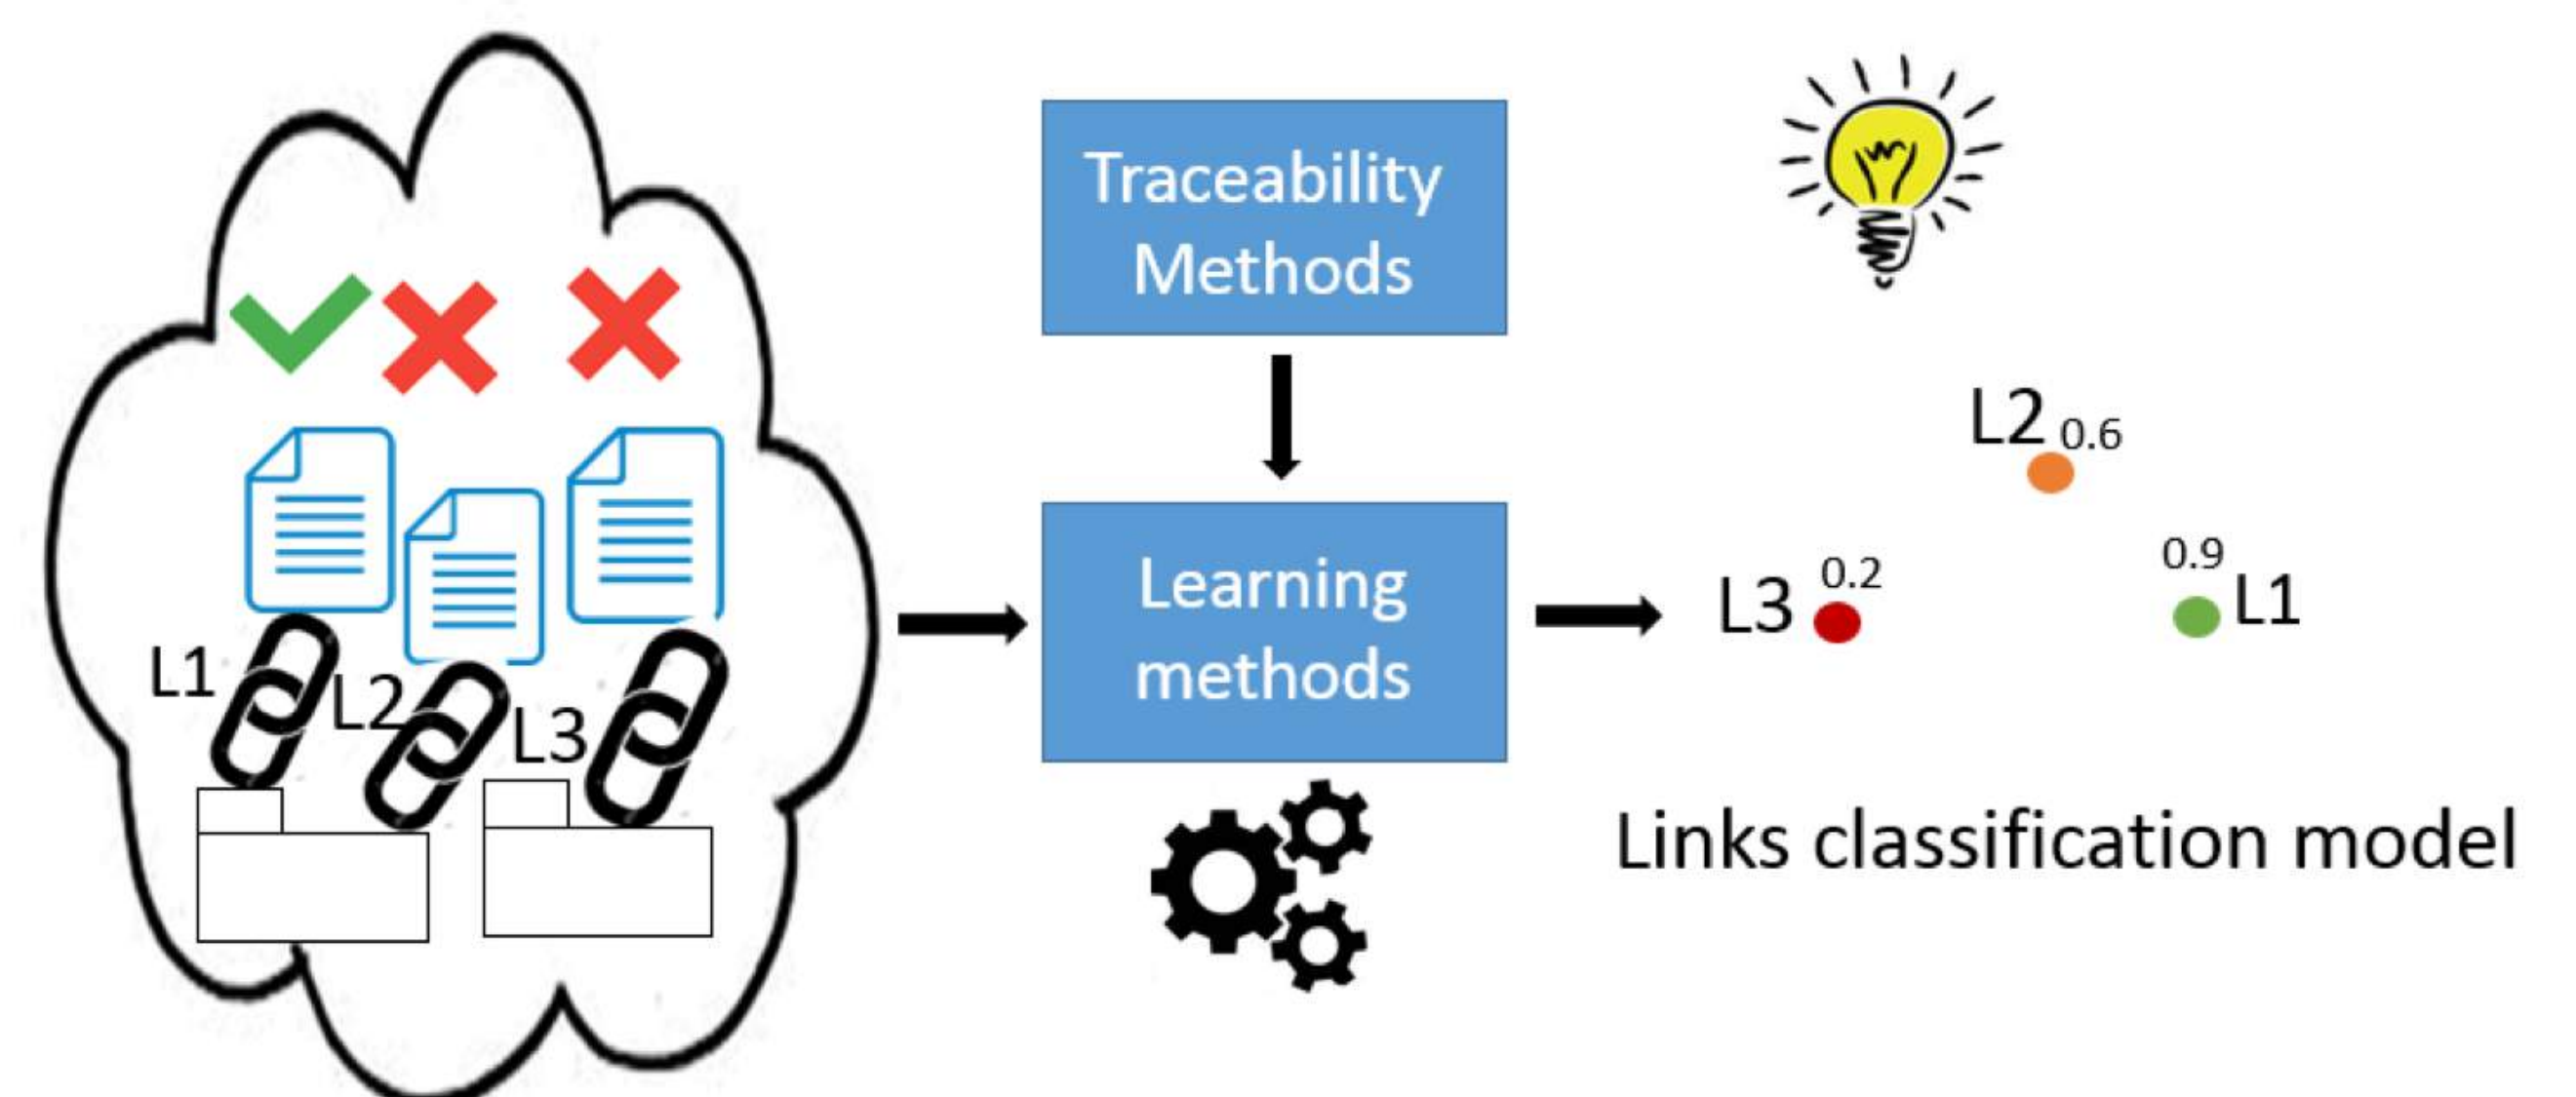 L1
L2
L3
Traceability
Methods
Learning
methods
L2 0.6
L3 0.2
0.9 L1
Links classification model